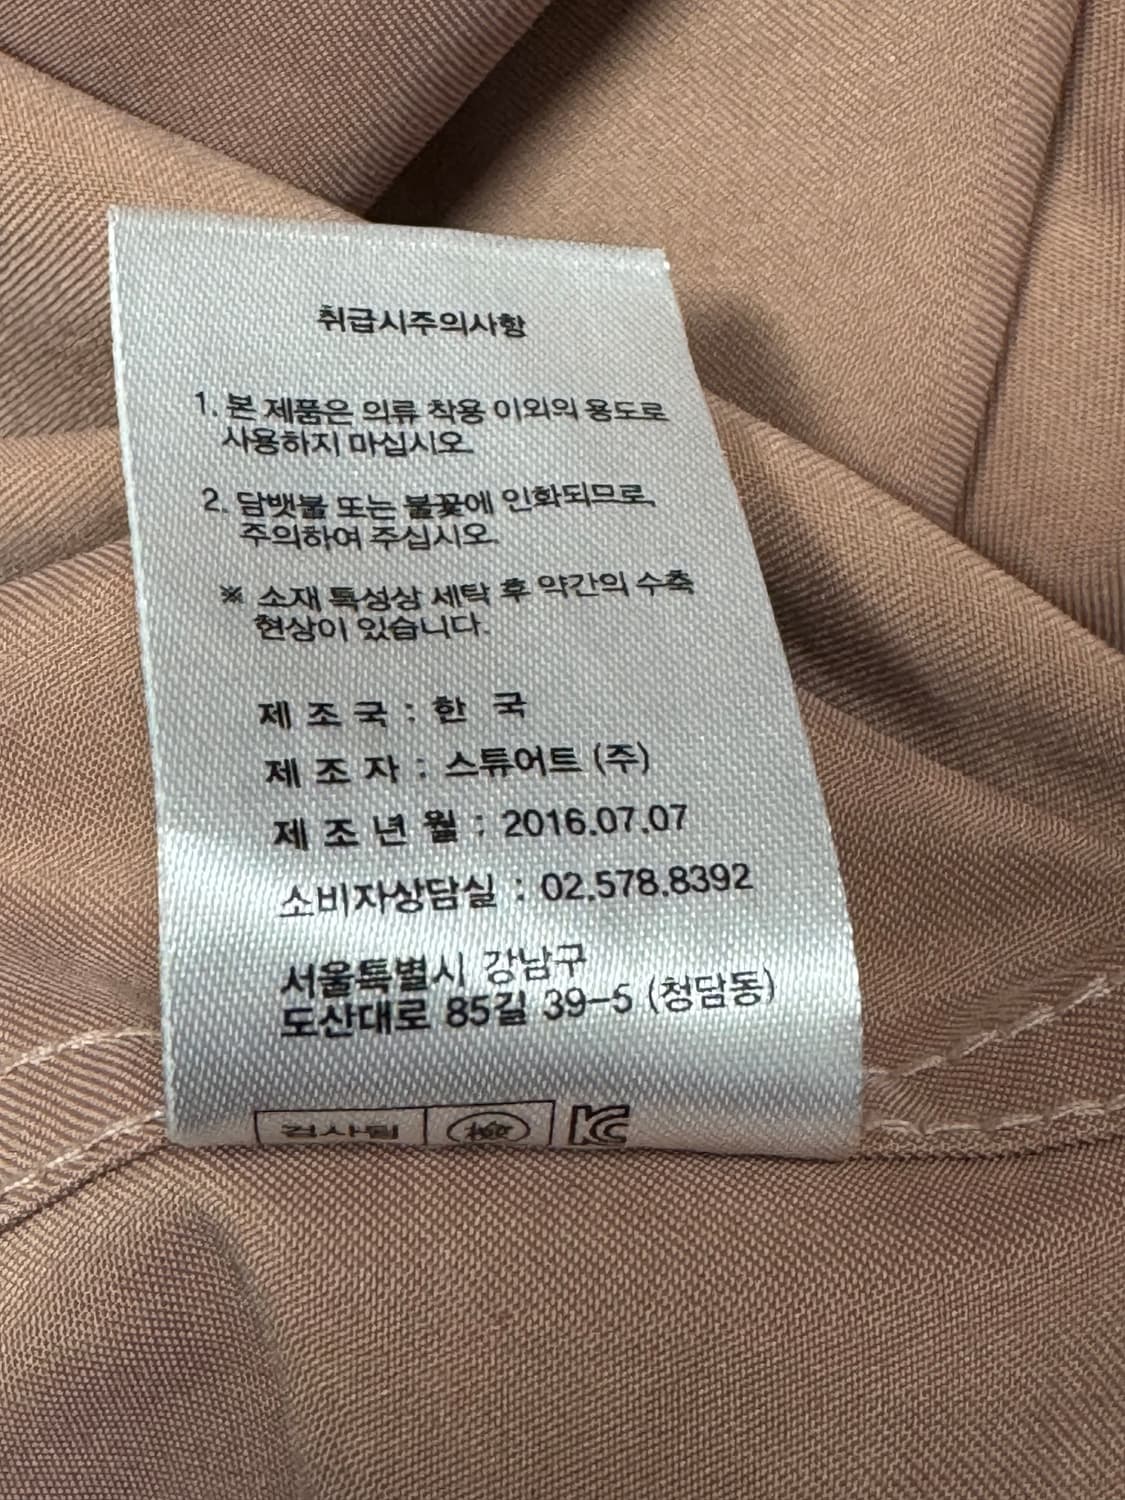 취급시주의사항
1. 본 제품은 의류 착용 이외의 용도로
사용하지 마십시오.
2. 담뱃불 또는 불꽃에 인화되므로,
주의하여 주십시오.
※ 소재 특성상 세탁 후 약간의 수축
현상이 있습니다.
제 조 국 : 한 국
제 조 자 : 스튜어트 (주)
제 조 년 월 : 2016.07.07
소비자상담실 : 02.578.8392
서울특별시 강남구
도산대로 85길 39-5 (청담동)
검사필 檢 KC